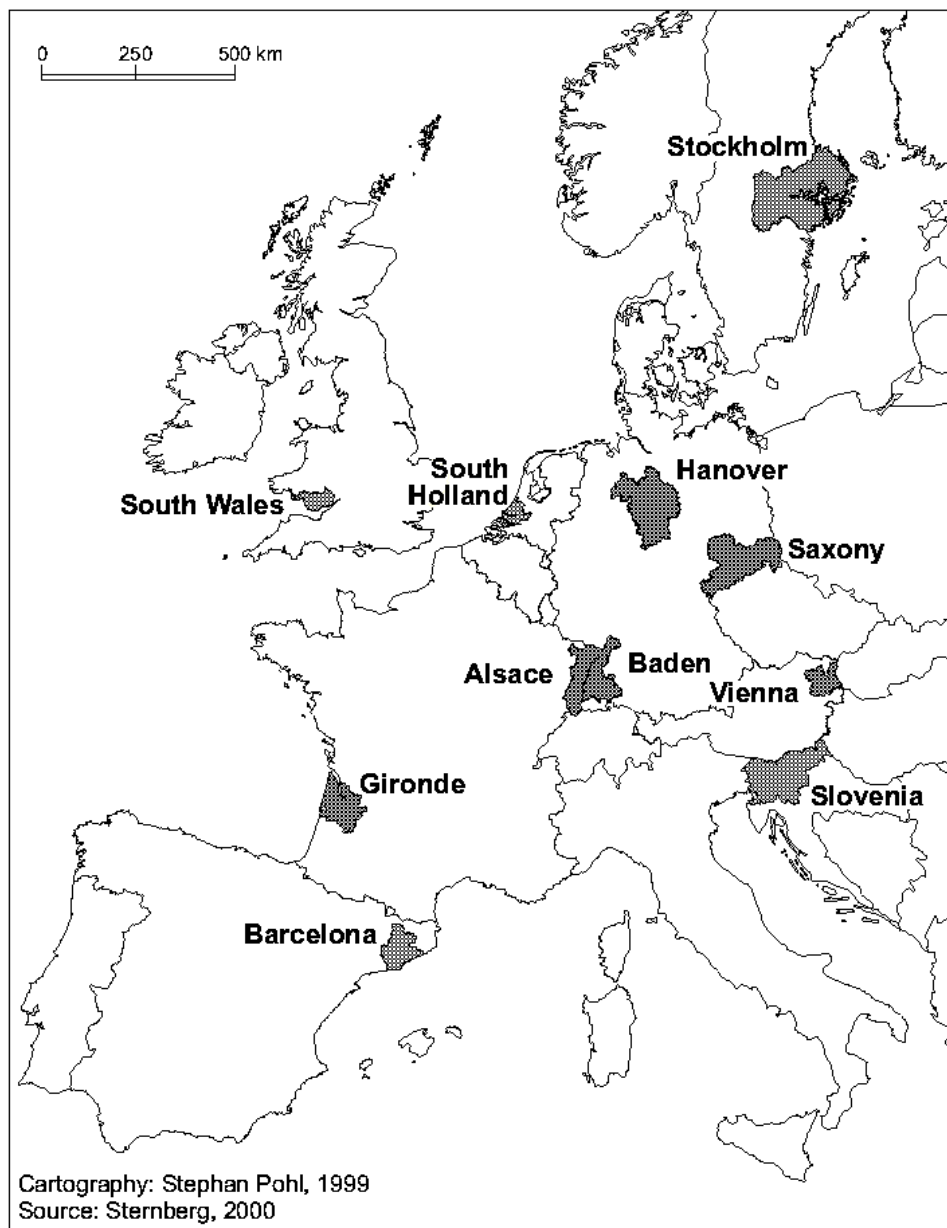 0 250 500 km
Stockholm
South
Holland
Hanover
South Wales
Saxony
Alsace
Baden
Vienna
Gironde
Slovenia
Barcelona
Cartography: Stephan Pohl, 1999
Source: Sternberg, 2000